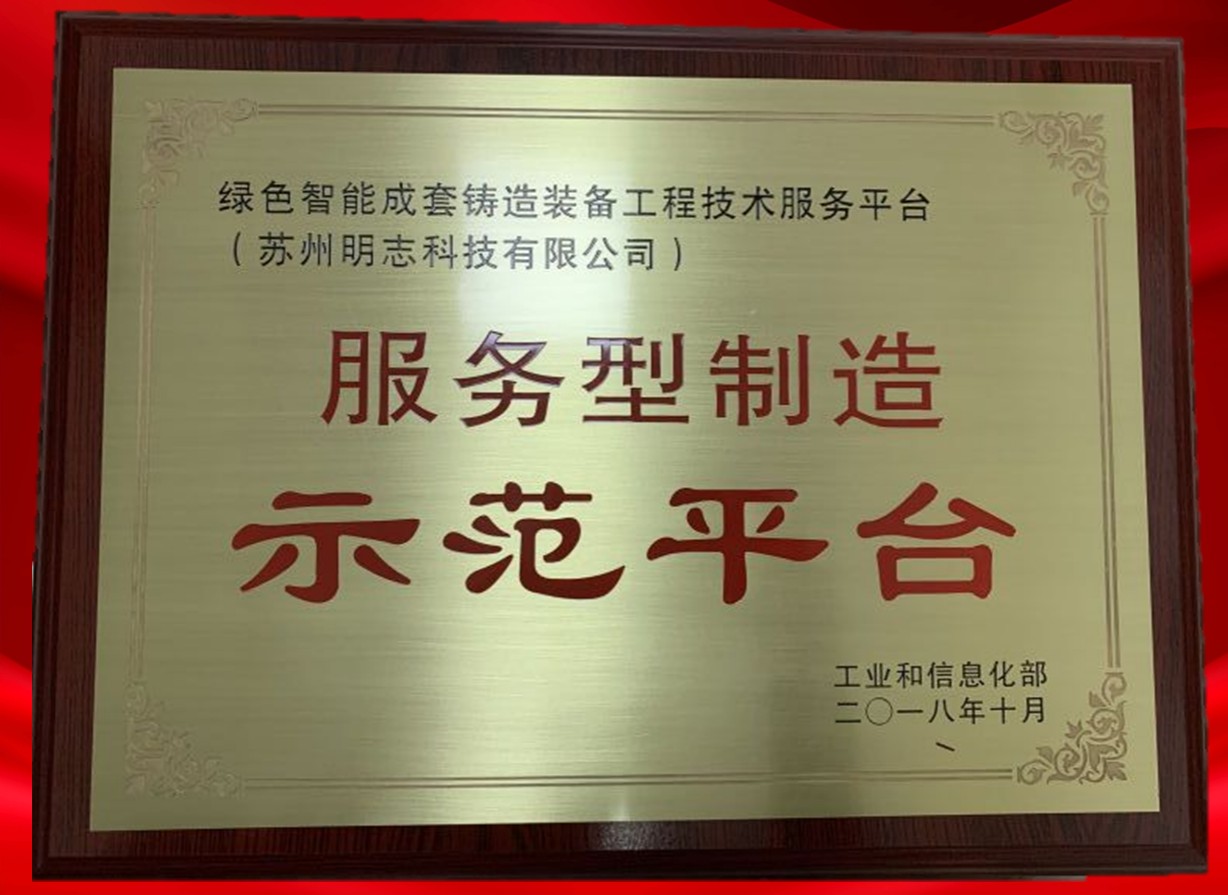 绿色智能成套铸造装备工程技术服务平台
（苏州明志科技有限公司）
服务型制造
示范平台
工业和信息化部
二〇一八年十月